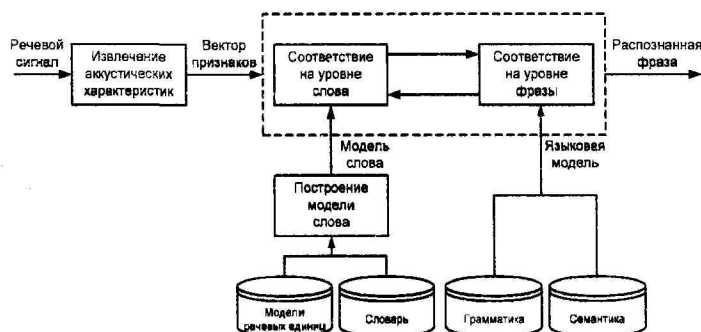 Речевой
сигнал
Извлечение
аккустических
характеристик
Вектор
признаков
Соответствие
на уровне
слова
Соответствие
на уровне
фразы
Распознанная
фраза
Модель
слова
Языковая
модель
Построение
модели
слова
Модели
речевых единиц
Словарь
Грамматика
Семантика